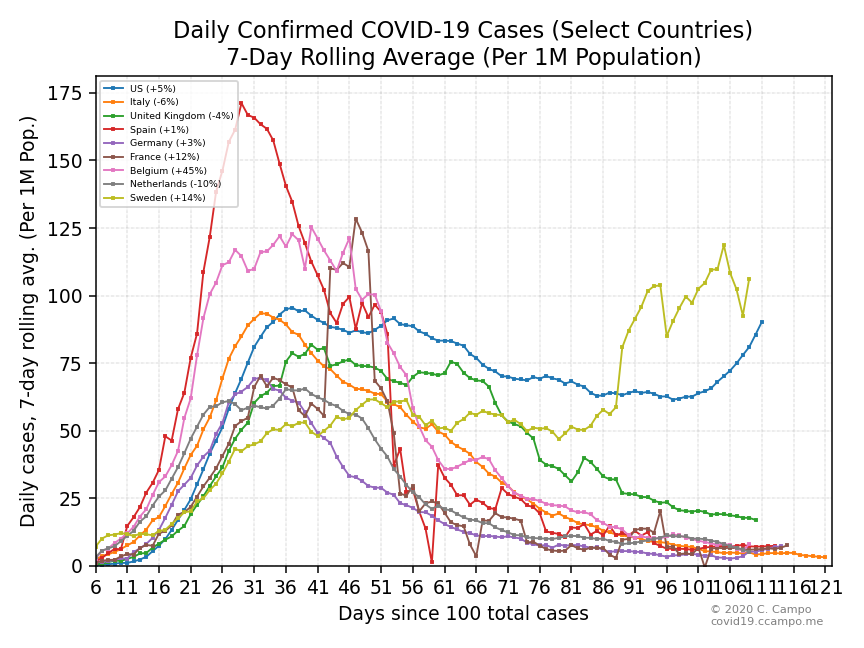 Daily Confirmed COVID-19 Cases (Select Countries)
7-Day Rolling Average (Per 1M Population)
Daily cases, 7-day rolling avg. (Per 1M Pop.)
175
150
125
100
75
50
25
0
US (+5%)
Italy (-6%)
United Kingdom (-4%)
Spain (+1%)
Germany (+3%)
France (+12%)
Belgium (+45%)
Netherlands (-10%)
Sweden (+14%)
6 11 16 21 26 31 36 41 46 51 56 61 66 71 76 81 86 91 96 101 106 111 116 121
Days since 100 total cases
© 2020 C. Campo
covid19.ccampo.me